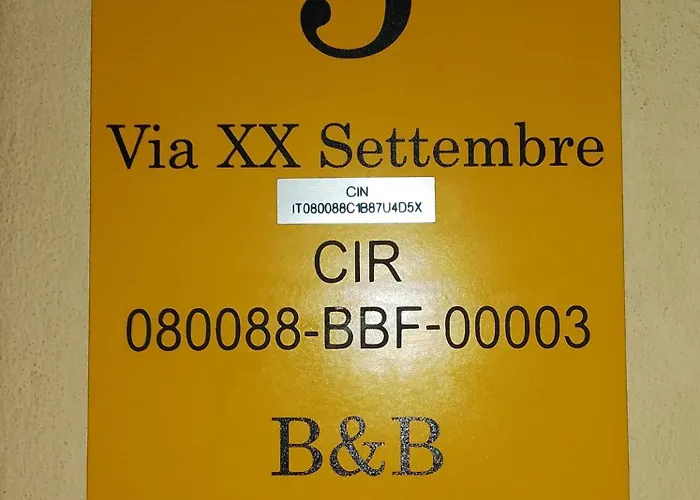 Via XX Settembre
CIN
IT080088C1B87U4D5X
CIR
080088-BBF-00003
B&B